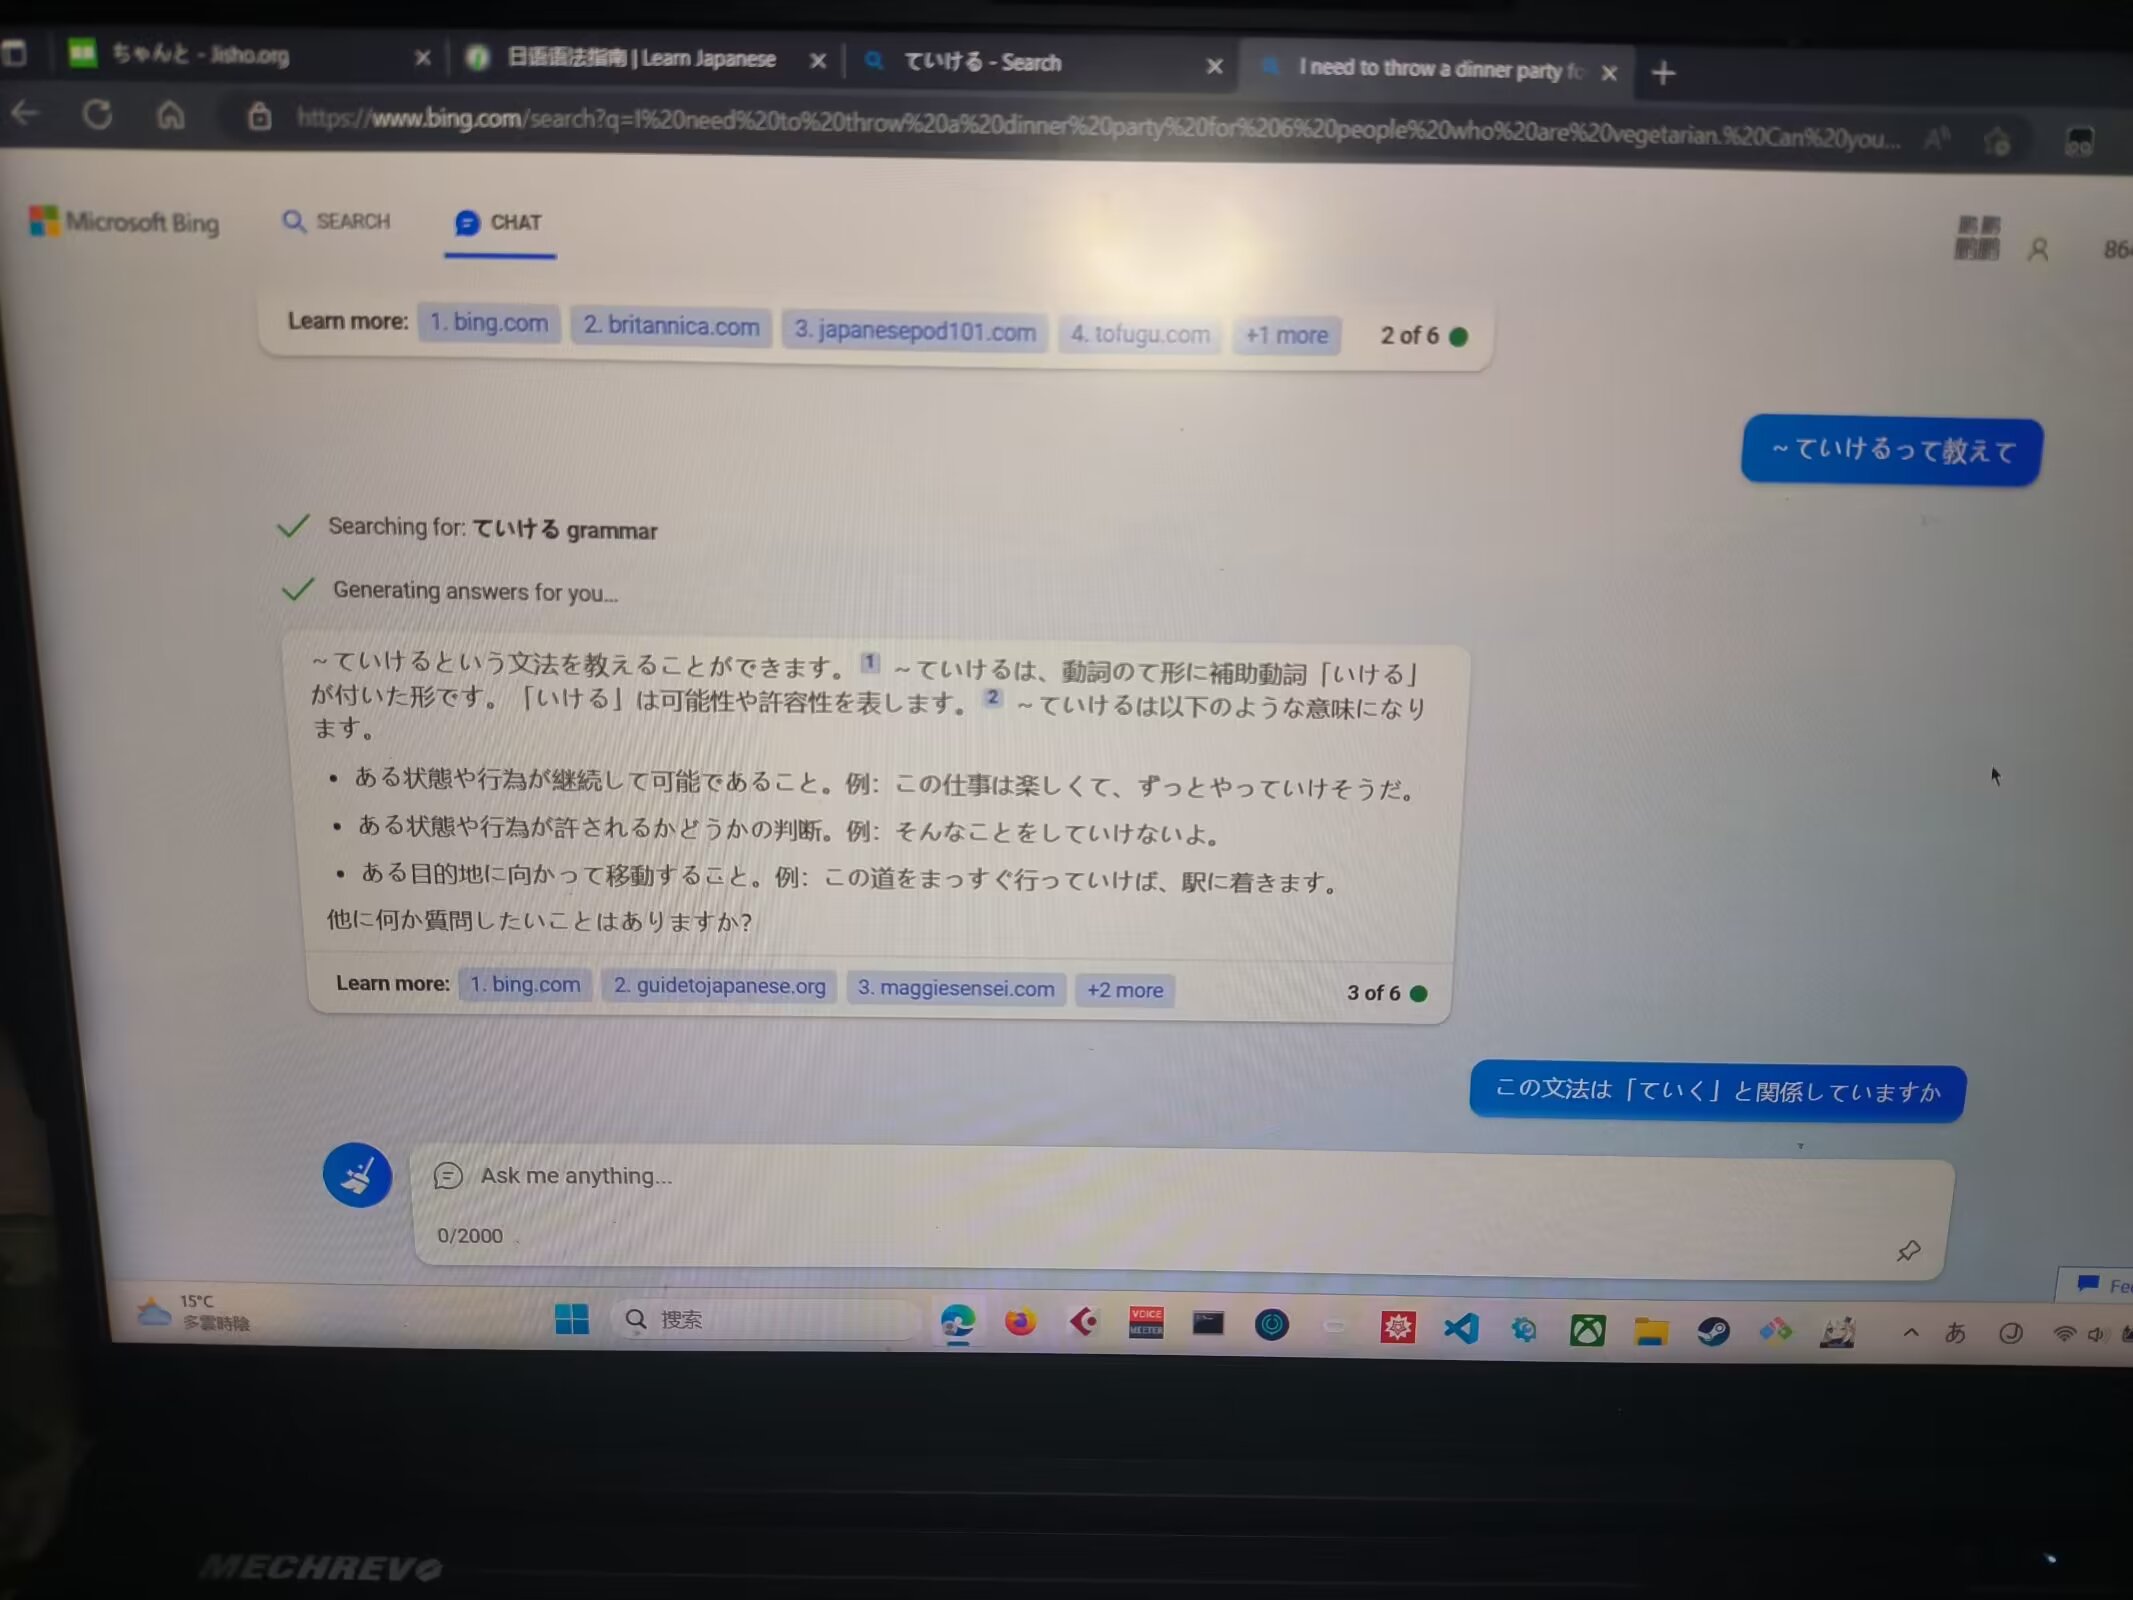 ちゃんと - Jisho.org
日语语法指南 | Learn Japanese
ていける - Search
I need to throw a dinner party fo
https://www.bing.com/search?q=I%20need%20to%20throw%20a%20dinner%20party%20for%206%20people%20who%20are%20vegetarian.%20Can%20you...
Microsoft Bing
SEARCH
CHAT
864
Learn more: 1. bing.com 2. britannica.com 3. japanesepod101.com 4. tofugu.com +1 more 2 of 6
~ていけるって教えて
Searching for: ていける grammar
Generating answers for you...
~ていけるという文法を教えることができます。 1 ~ていけるは、動詞のて形に補助動詞「いける」
が付いた形です。「いける」は可能性や許容性を表します。 2 ~ていけるは以下のような意味になり
ます。
• ある状態や行為が継続して可能であること。例: この仕事は楽しくて、ずっとやっていけそうだ。
• ある状態や行為が許されるかどうかの判断。例: そんなことをしていけないよ。
• ある目的地に向かって移動すること。例: この道をまっすぐ行っていけば、駅に着きます。
他に何か質問したいことはありますか?
Learn more: 1. bing.com 2. guidetojapanese.org 3. maggiesensei.com +2 more 3 of 6
この文法は「ていく」と関係していますか
Ask me anything...
0/2000
Fee
15°C
多雲時陰
搜索
VOICE
MEETER
あ
MECHREVO